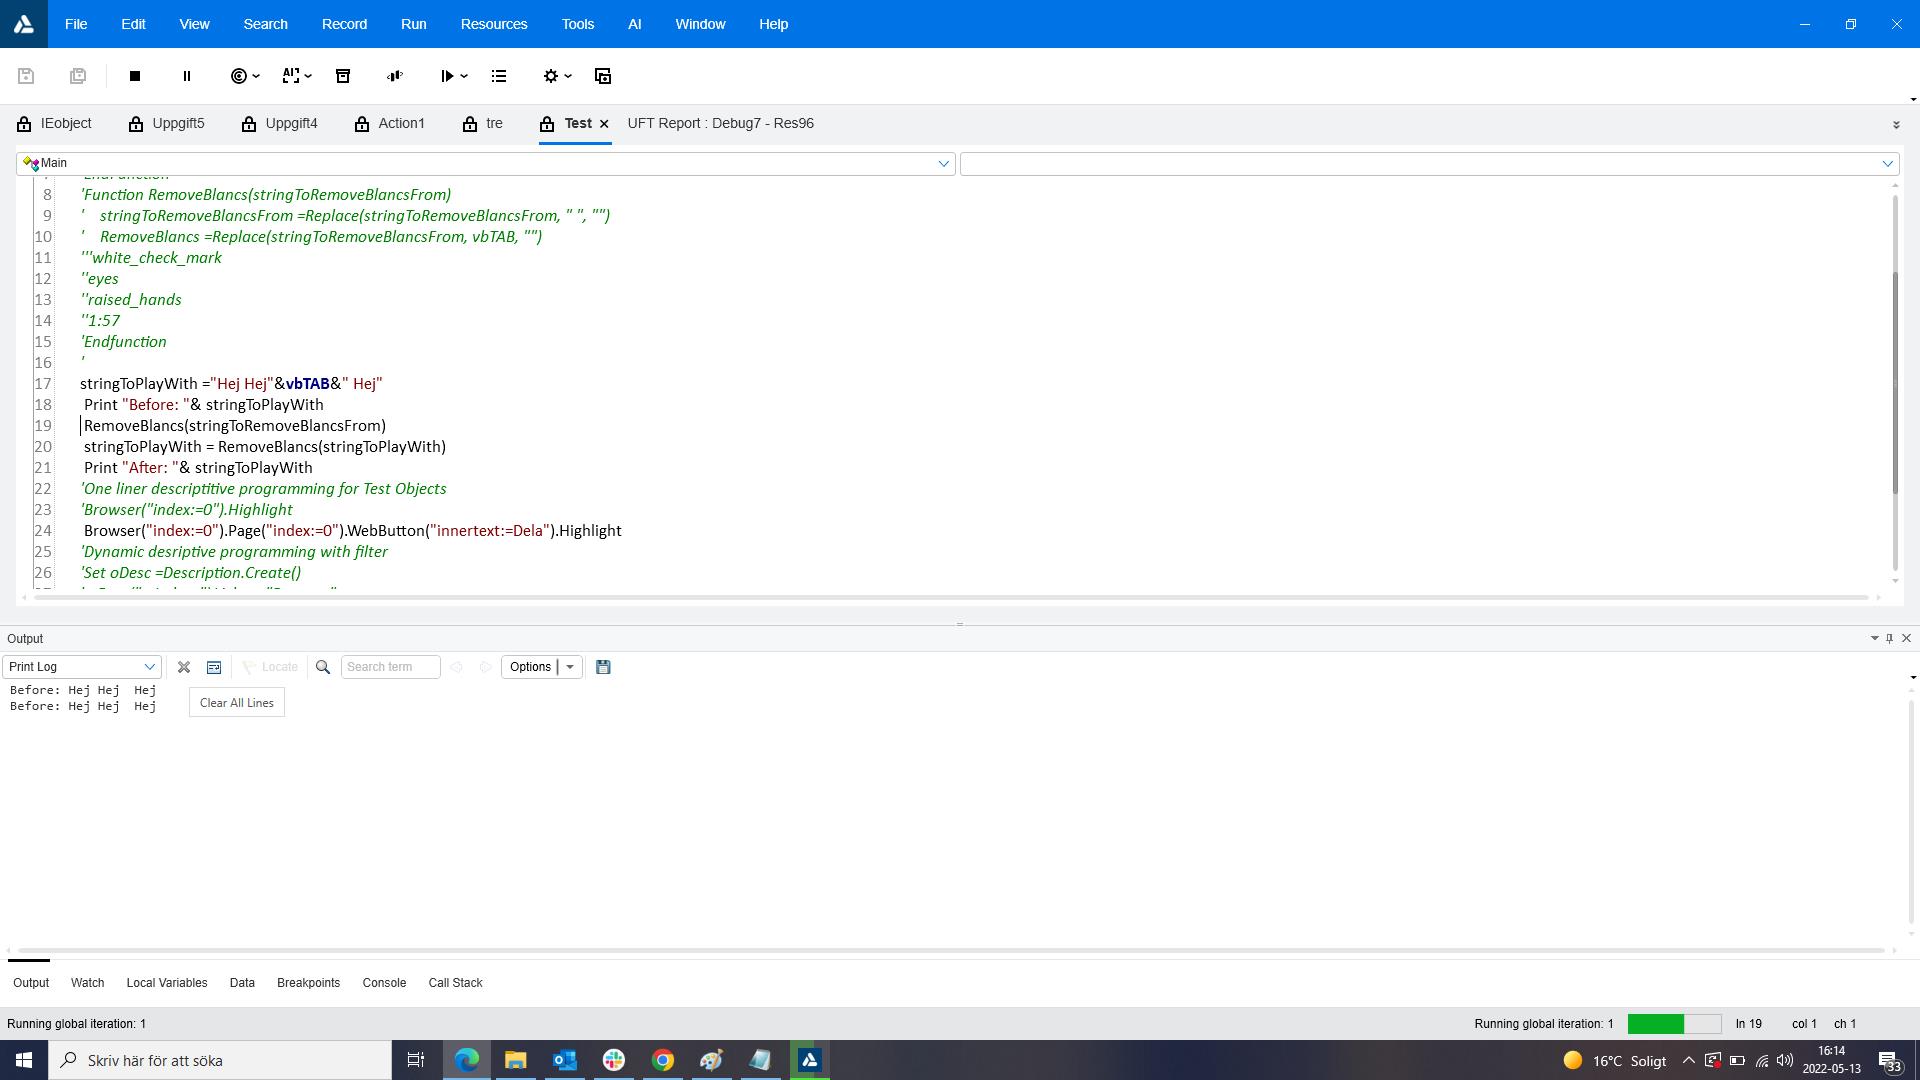 File Edit View Search Record Run Resources Tools AI Window Help
AI
IEobject Uppgift5 Uppgift4 Action1 tre Test UFT Report : Debug7 - Res96
Main
8 'Function RemoveBlancs(stringToRemoveBlancsFrom)
9 ' stringToRemoveBlancsFrom =Replace(stringToRemoveBlancsFrom, " ", "")
10 ' RemoveBlancs =Replace(stringToRemoveBlancsFrom, vbTAB, "")
11 '''white_check_mark
12 ''eyes
13 ''raised_hands
14 ''1:57
15 'Endfunction
16 '
17 stringToPlayWith ="Hej Hej"&vbTAB&" Hej"
18 Print "Before: "& stringToPlayWith
19 RemoveBlancs(stringToRemoveBlancsFrom)
20 stringToPlayWith = RemoveBlancs(stringToPlayWith)
21 Print "After: "& stringToPlayWith
22 'One liner descriptitive programming for Test Objects
23 'Browser("index:=0").Highlight
24 Browser("index:=0").Page("index:=0").WebButton("innertext:=Dela").Highlight
25 'Dynamic desriptive programming with filter
26 'Set oDesc =Description.Create()
Output
Print Log Locate Search term Options
Before: Hej Hej  Hej
Before: Hej Hej  Hej
Clear All Lines
Output Watch Local Variables Data Breakpoints Console Call Stack
Running global iteration: 1 Running global iteration: 1 ln 19 col 1 ch 1
Skriv här för att söka 16°C Soligt 16:14
2022-05-13 33